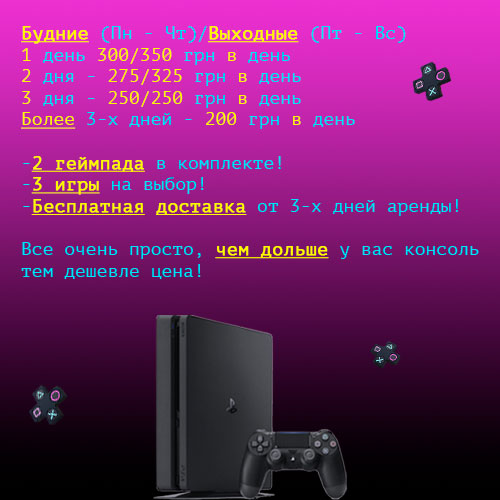 Будние (Пн - Чт)/Выходные (Пт - Вс)
1 день 300/350 грн в день
2 дня - 275/325 грн в день
3 дня - 250/250 грн в день
Более 3-х дней - 200 грн в день
-2 геймпада в комплекте!
-3 игры на выбор!
-Бесплатная доставка от 3-х дней аренды!
Все очень просто, чем дольше у вас консоль
тем дешевле цена!